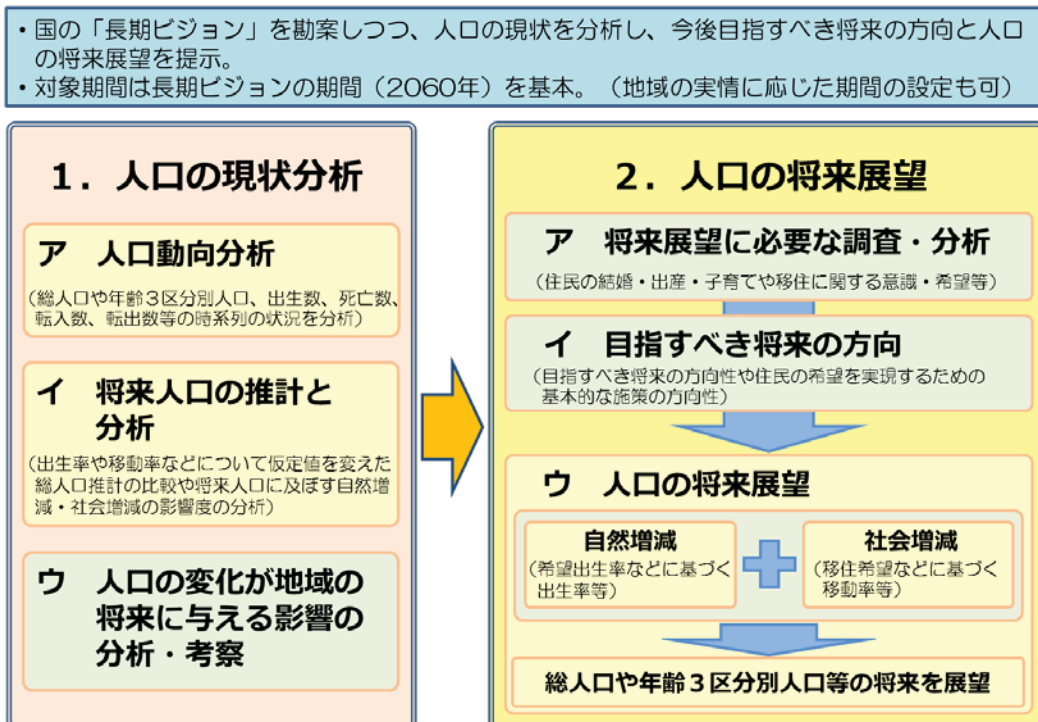 ・国の「長期ビジョン」を勘案しつつ、人口の現状を分析し、今後目指すべき将来の方向と人口
の将来展望を提示。
・対象期間は長期ビジョンの期間（2060年）を基本。（地域の実情に応じた期間の設定も可）
１．人口の現状分析
ア　人口動向分析
（総人口や年齢３区分別人口、出生数、死亡数、
転入数、転出数等の時系列の状況を分析）
イ　将来人口の推計と
分析
（出生率や移動率などについて仮定値を変えた
総人口推計の比較や将来人口に及ぼす自然増
減・社会増減の影響度の分析）
ウ　人口の変化が地域の
将来に与える影響の
分析・考察
２．人口の将来展望
ア　将来展望に必要な調査・分析
（住民の結婚・出産・子育てや移住に関する意識・希望等）
イ　目指すべき将来の方向
（目指すべき将来の方向性や住民の希望を実現するための
基本的な施策の方向性）
ウ　人口の将来展望
自然増減
（希望出生率などに基づく
出生率等）
社会増減
（移住希望などに基づく
移動率等）
総人口や年齢３区分別人口等の将来を展望